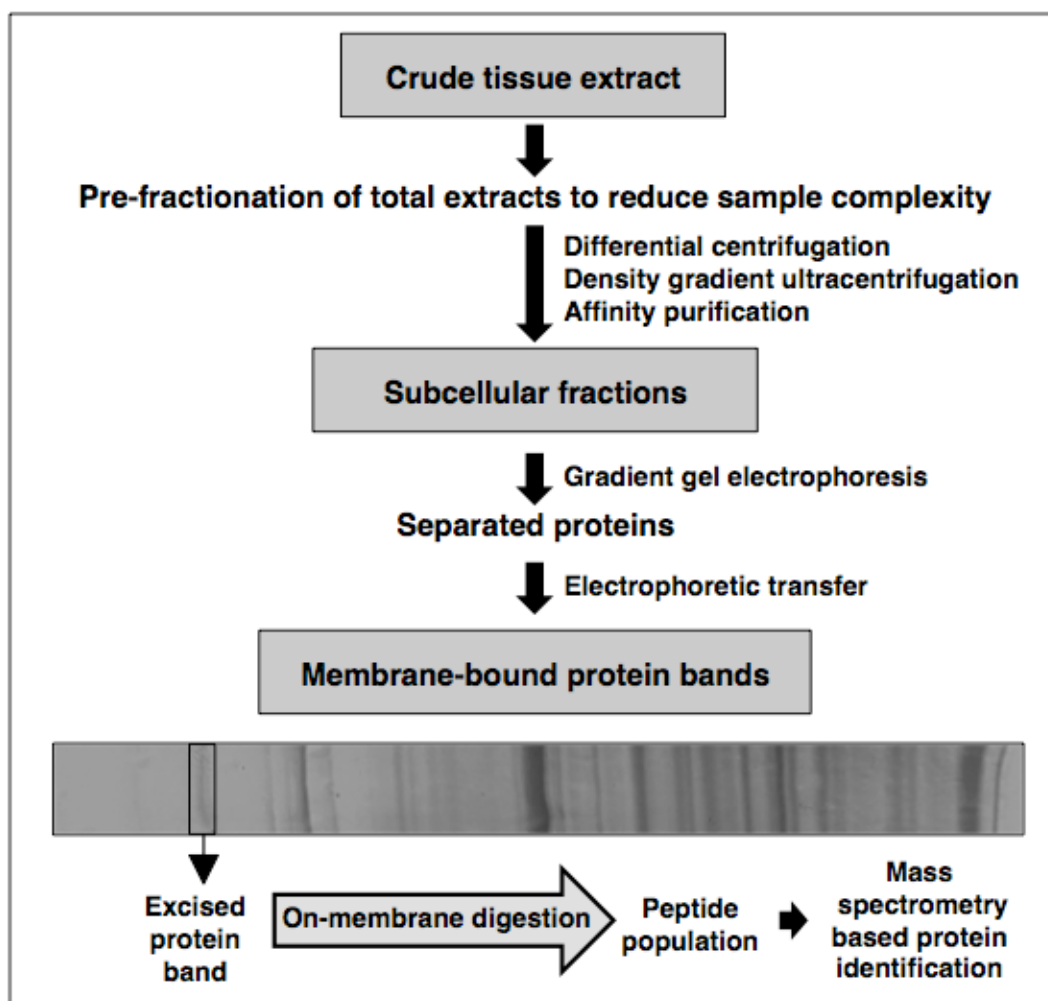 Crude tissue extract
Pre-fractionation of total extracts to reduce sample complexity
Differential centrifugation
Density gradient ultracentrifugation
Affinity purification
Subcellular fractions
Gradient gel electrophoresis
Separated proteins
Electrophoretic transfer
Membrane-bound protein bands
Excised
protein
band
On-membrane digestion
Peptide
population
Mass
spectrometry
based protein
identification